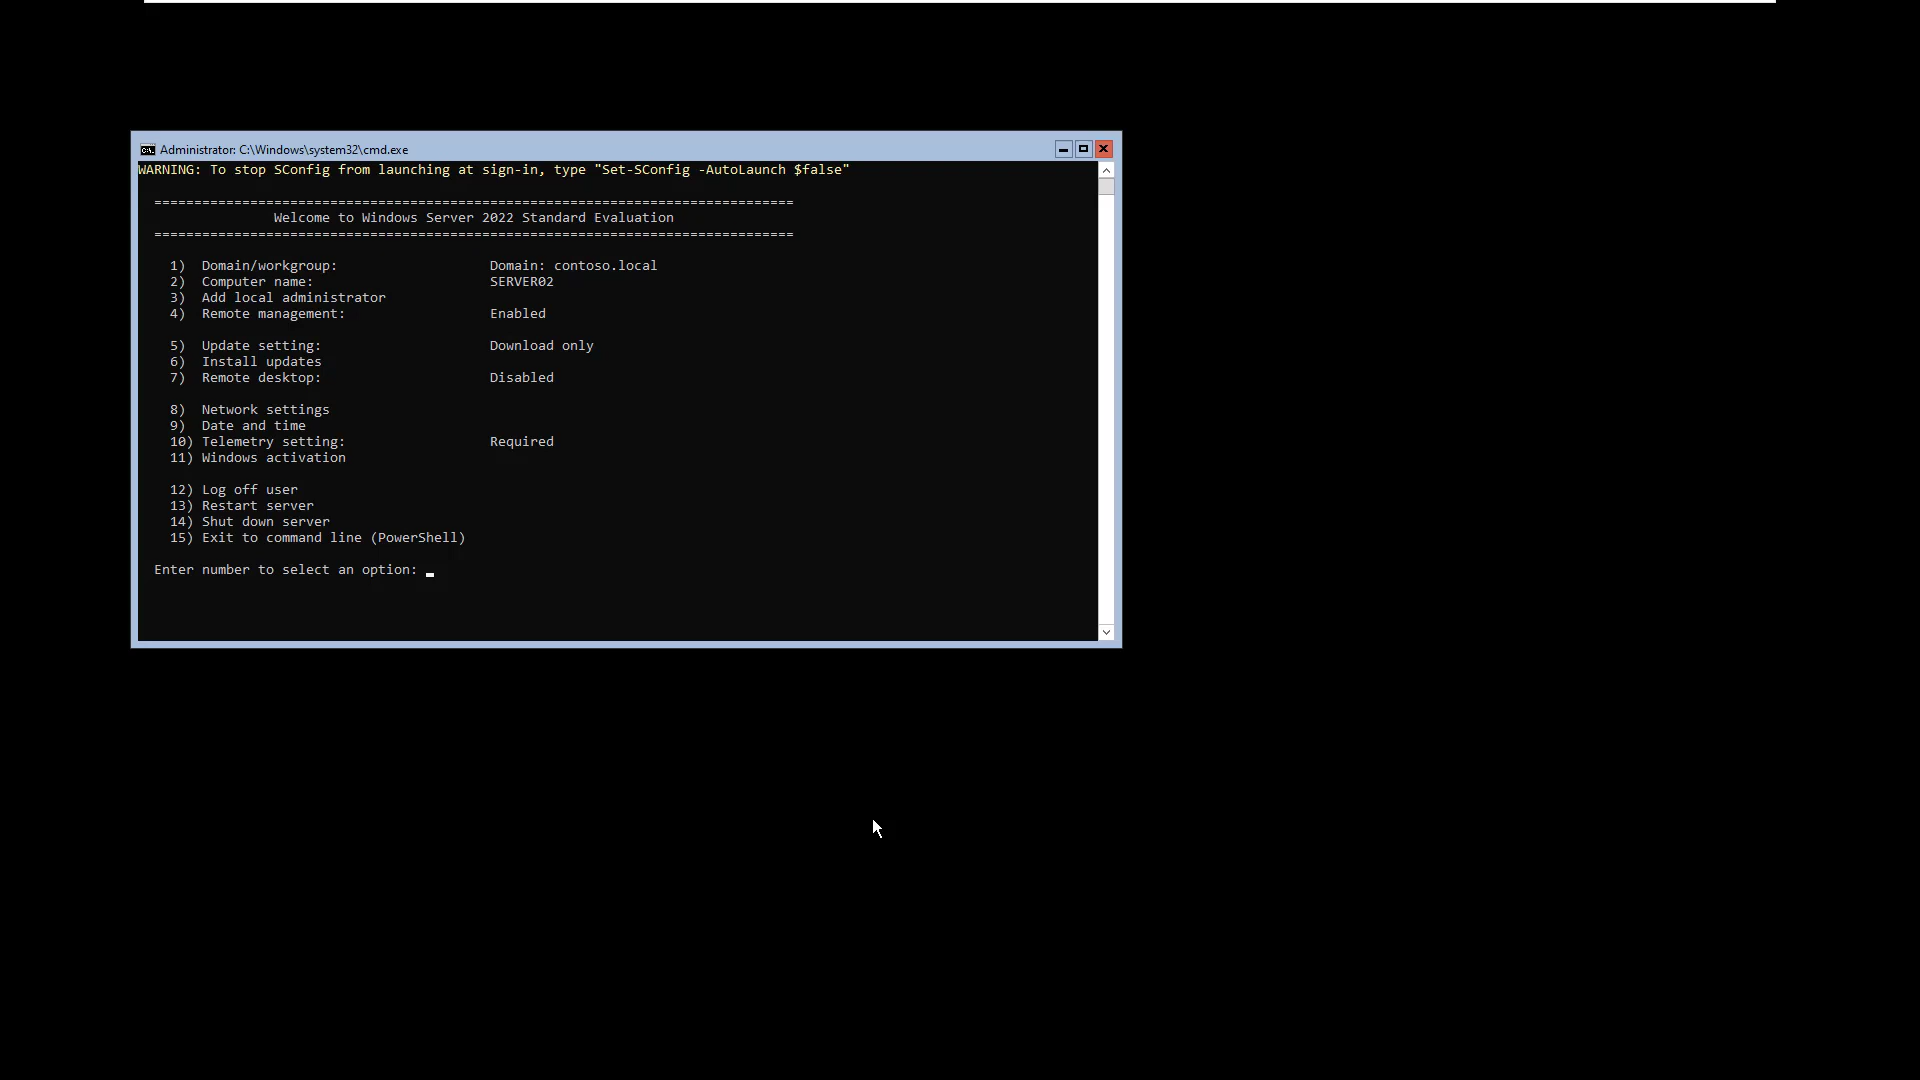 Administrator: C:\Windows\system32\cmd.exe
WARNING: To stop SConfig from launching at sign-in, type "Set-SConfig -AutoLaunch $false"
================================================================================
Welcome to Windows Server 2022 Standard Evaluation
================================================================================
1) Domain/workgroup: Domain: contoso.local
2) Computer name: SERVER02
3) Add local administrator
4) Remote management: Enabled
5) Update setting: Download only
6) Install updates
7) Remote desktop: Disabled
8) Network settings
9) Date and time
10) Telemetry setting: Required
11) Windows activation
12) Log off user
13) Restart server
14) Shut down server
15) Exit to command line (PowerShell)
Enter number to select an option: _